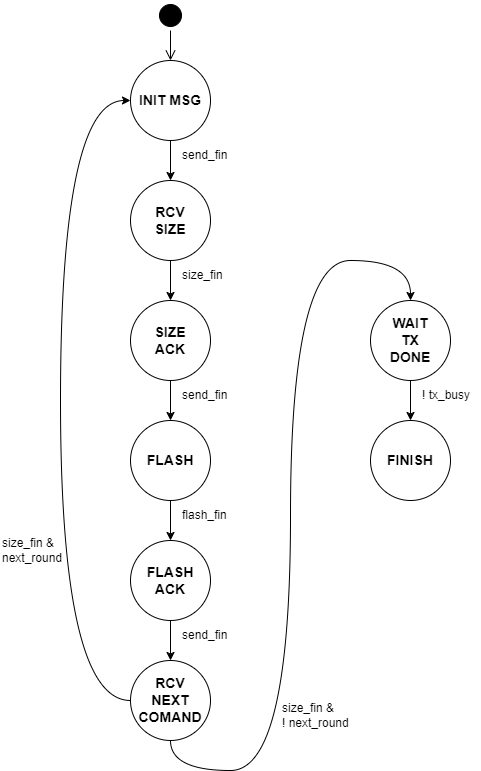 INIT MSG
send_fin
RCV
SIZE
size_fin
SIZE
ACK
send_fin
FLASH
flash_fin
FLASH
ACK
send_fin
RCV
NEXT
COMAND
size_fin &
next_round
size_fin &
! next_round
WAIT
TX
DONE
! tx_busy
FINISH